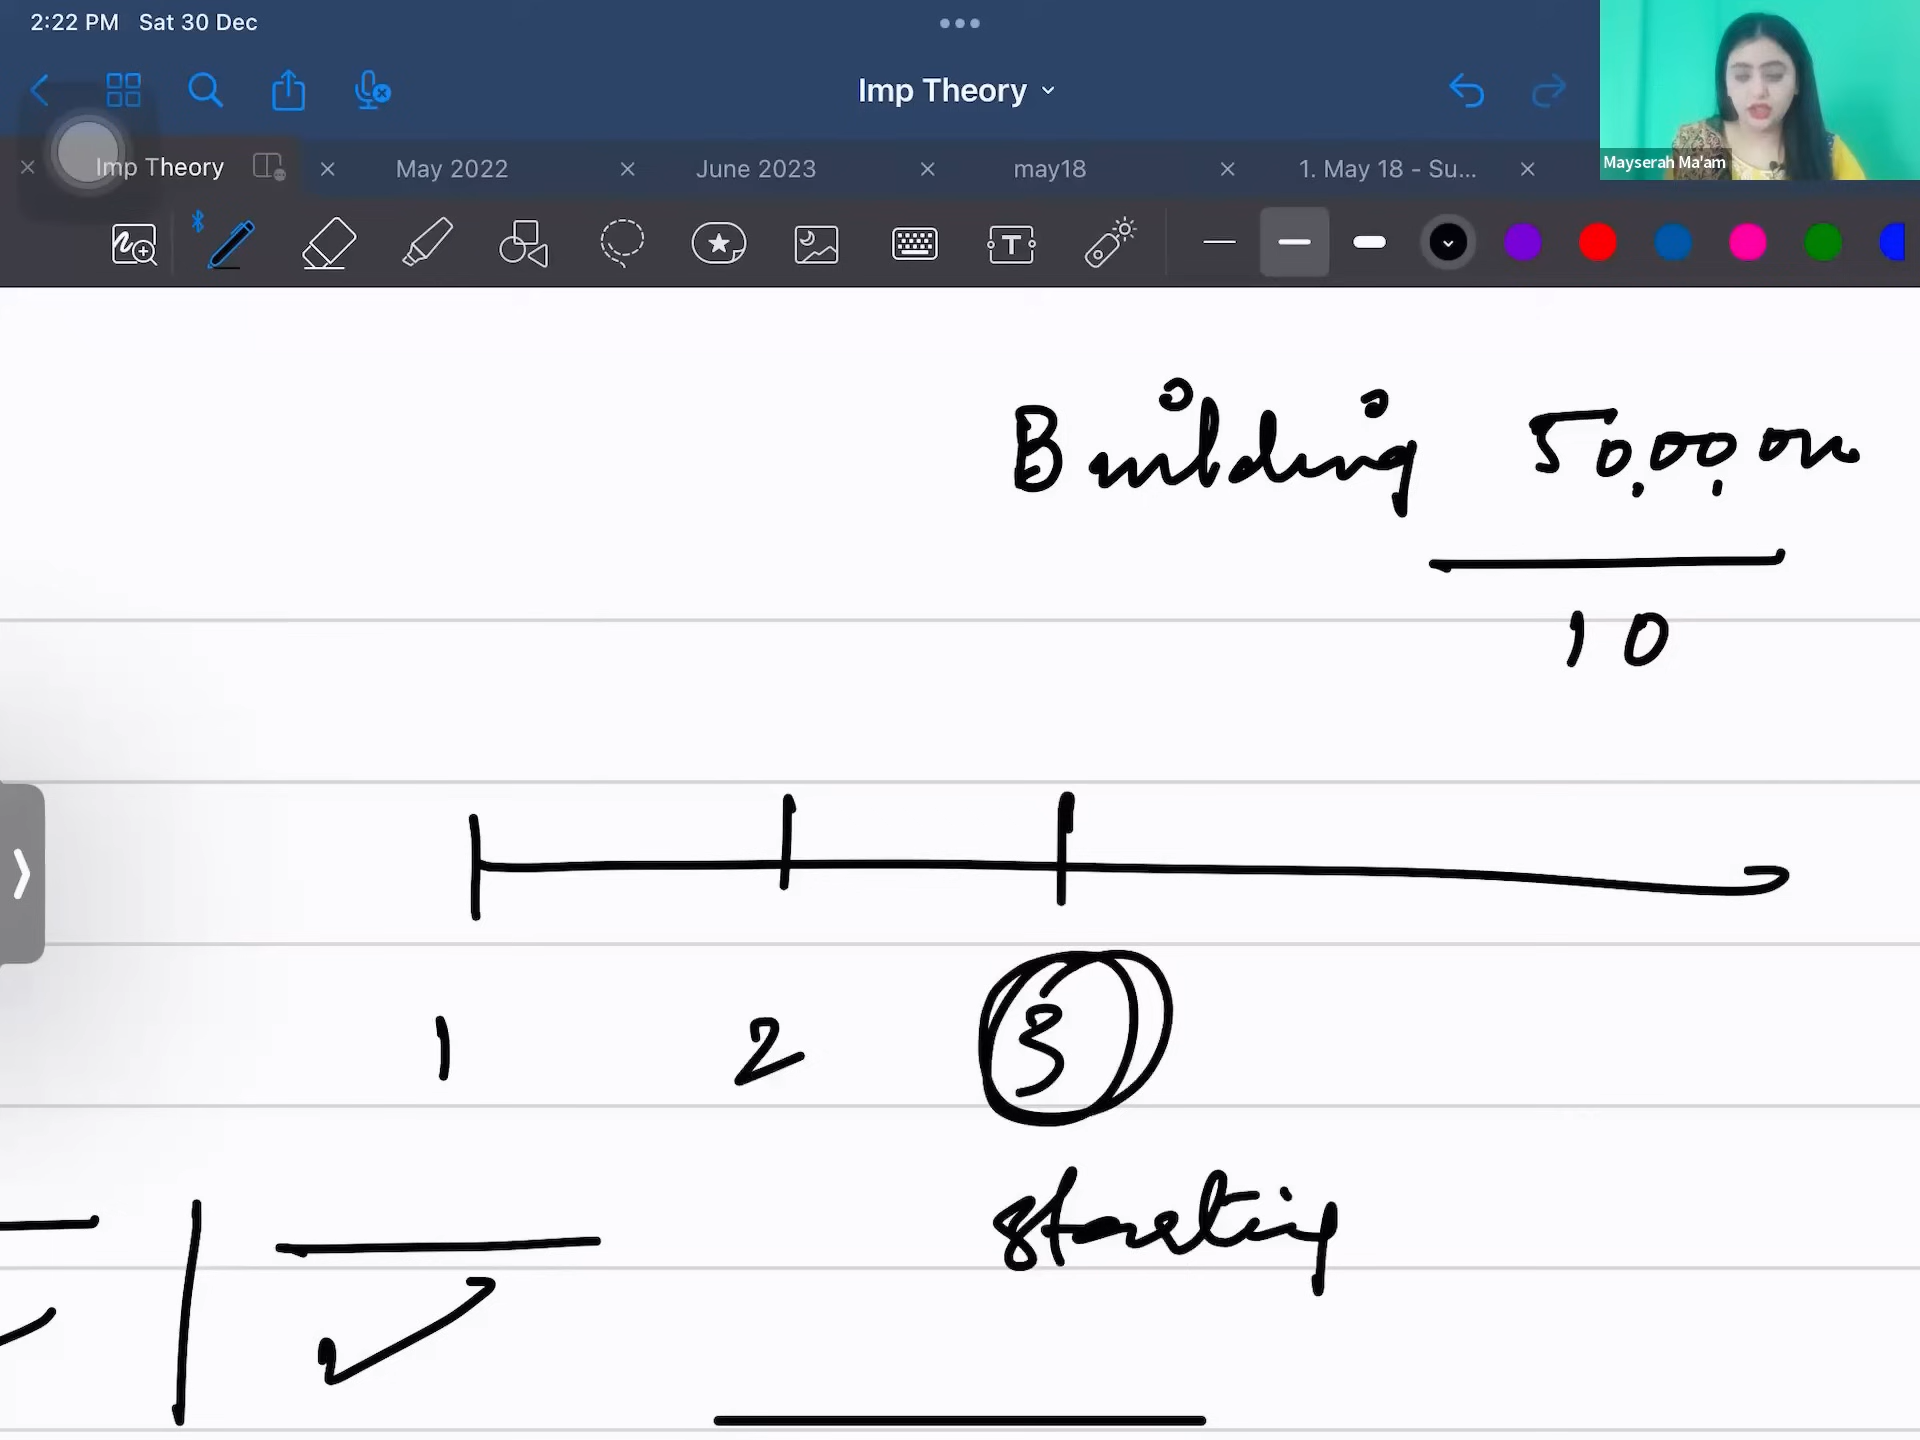 2:22 PM Sat 30 Dec
Imp Theory
Mayserah Ma'am
Imp Theory
May 2022
June 2023
may18
1. May 18 - Su...
T
Building 50,00,000
10
1 2 3
starting